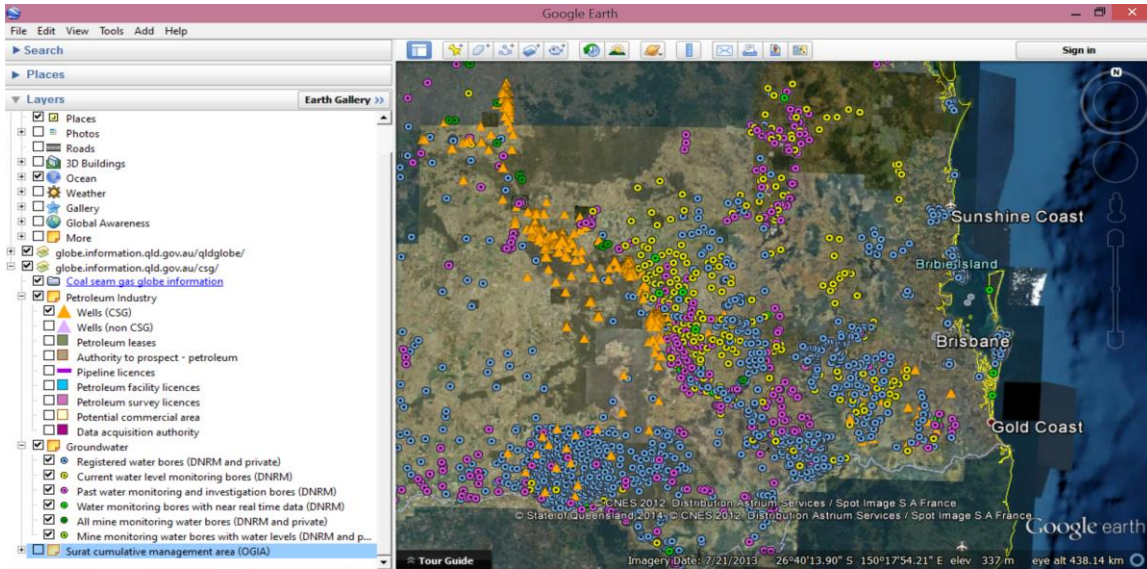 Google Earth
File Edit View Tools Add Help
Search
Places
Layers
Earth Gallery >>
Places
Photos
Roads
3D Buildings
Ocean
Weather
Gallery
Global Awareness
More
globe.information.qld.gov.au/qldglobe/
globe.information.qld.gov.au/csg/
Coal seam gas globe information
Petroleum Industry
Wells (CSG)
Wells (non CSG)
Petroleum leases
Authority to prospect - petroleum
Pipeline licences
Petroleum facility licences
Petroleum survey licences
Potential commercial area
Data acquisition authority
Groundwater
Registered water bores (DNRM and private)
Current water level monitoring bores (DNRM)
Past water monitoring and investigation bores (DNRM)
Water monitoring bores with near real time data (DNRM)
All mine monitoring water bores (DNRM and private)
Mine monitoring water bores with water levels (DNRM and p...
Surat cumulative management area (OGIA)
Sign in
N
Sunshine Coast
Bribie Island
Brisbane
Gold Coast
CNES 2012, Distribution Astrium Services / Spot Image S.A France
© State of Queensland 2014- © CNES 2012, Distribution Astrium Services / Spot Image S.A France
Google earth
Tour Guide
Imagery Date: 7/21/2013 26°40'13.90" S 150°17'54.21" E elev 337 m eye alt 438.14 km